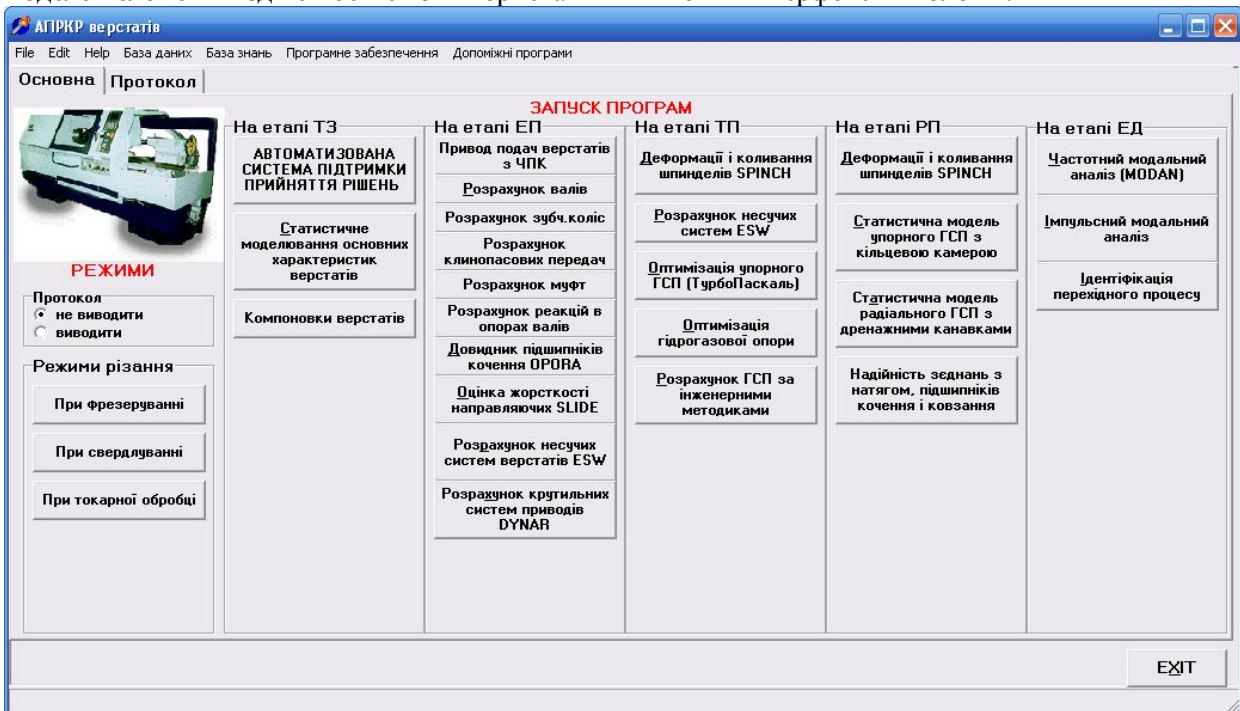 АПРКР верстатів
File Edit Help База даних База знань Програмне забезпечення Допоміжні програми
Основна Протокол
ЗАПУСК ПРОГРАМ
РЕЖИМИ
Протокол
не виводити
виводити
Режими різання
При фрезеруванні
При свердлуванні
При токарної обробці
На етапі ТЗ
АВТОМАТИЗОВАНА
СИСТЕМА ПІДТРИМКИ
ПРИЙНЯТТЯ РІШЕНЬ
Статистичне
моделювання основних
характеристик
верстатів
Компоновки верстатів
На етапі ЕП
Привод подач верстатів
з ЧПК
Розрахунок валів
Розрахунок зубч.коліс
Розрахунок
клинопасових передач
Розрахунок муфт
Розрахунок реакцій в
опорах валів
Довидник підшипніків
кочення OPORA
Оцінка жорсткості
направляючих SLIDE
Розрахунок несучих
систем верстатів ESW
Розрахунок крутильних
систем приводів
DYNAR
На етапі ТП
Деформації і коливання
шпинделів SPINCH
Розрахунок несучих
систем ESW
Оптимізація упорного
ГСП (ТурбоПаскаль)
Оптимізація
гідрогазової опори
Розрахунок ГСП за
інженерними
методиками
На етапі РП
Деформації і коливання
шпинделів SPINCH
Статистична модель
упорного ГСП з
кільцевою камерою
Статистична модель
радіального ГСП з
дренажними канавками
Надійність зєднань з
натягом, підшипників
кочення і ковзання
На етапі ЕД
Частотний модальний
аналіз (MODAN)
Імпульсний модальний
аналіз
Ідентіфікація
перехідного процесу
EXIT